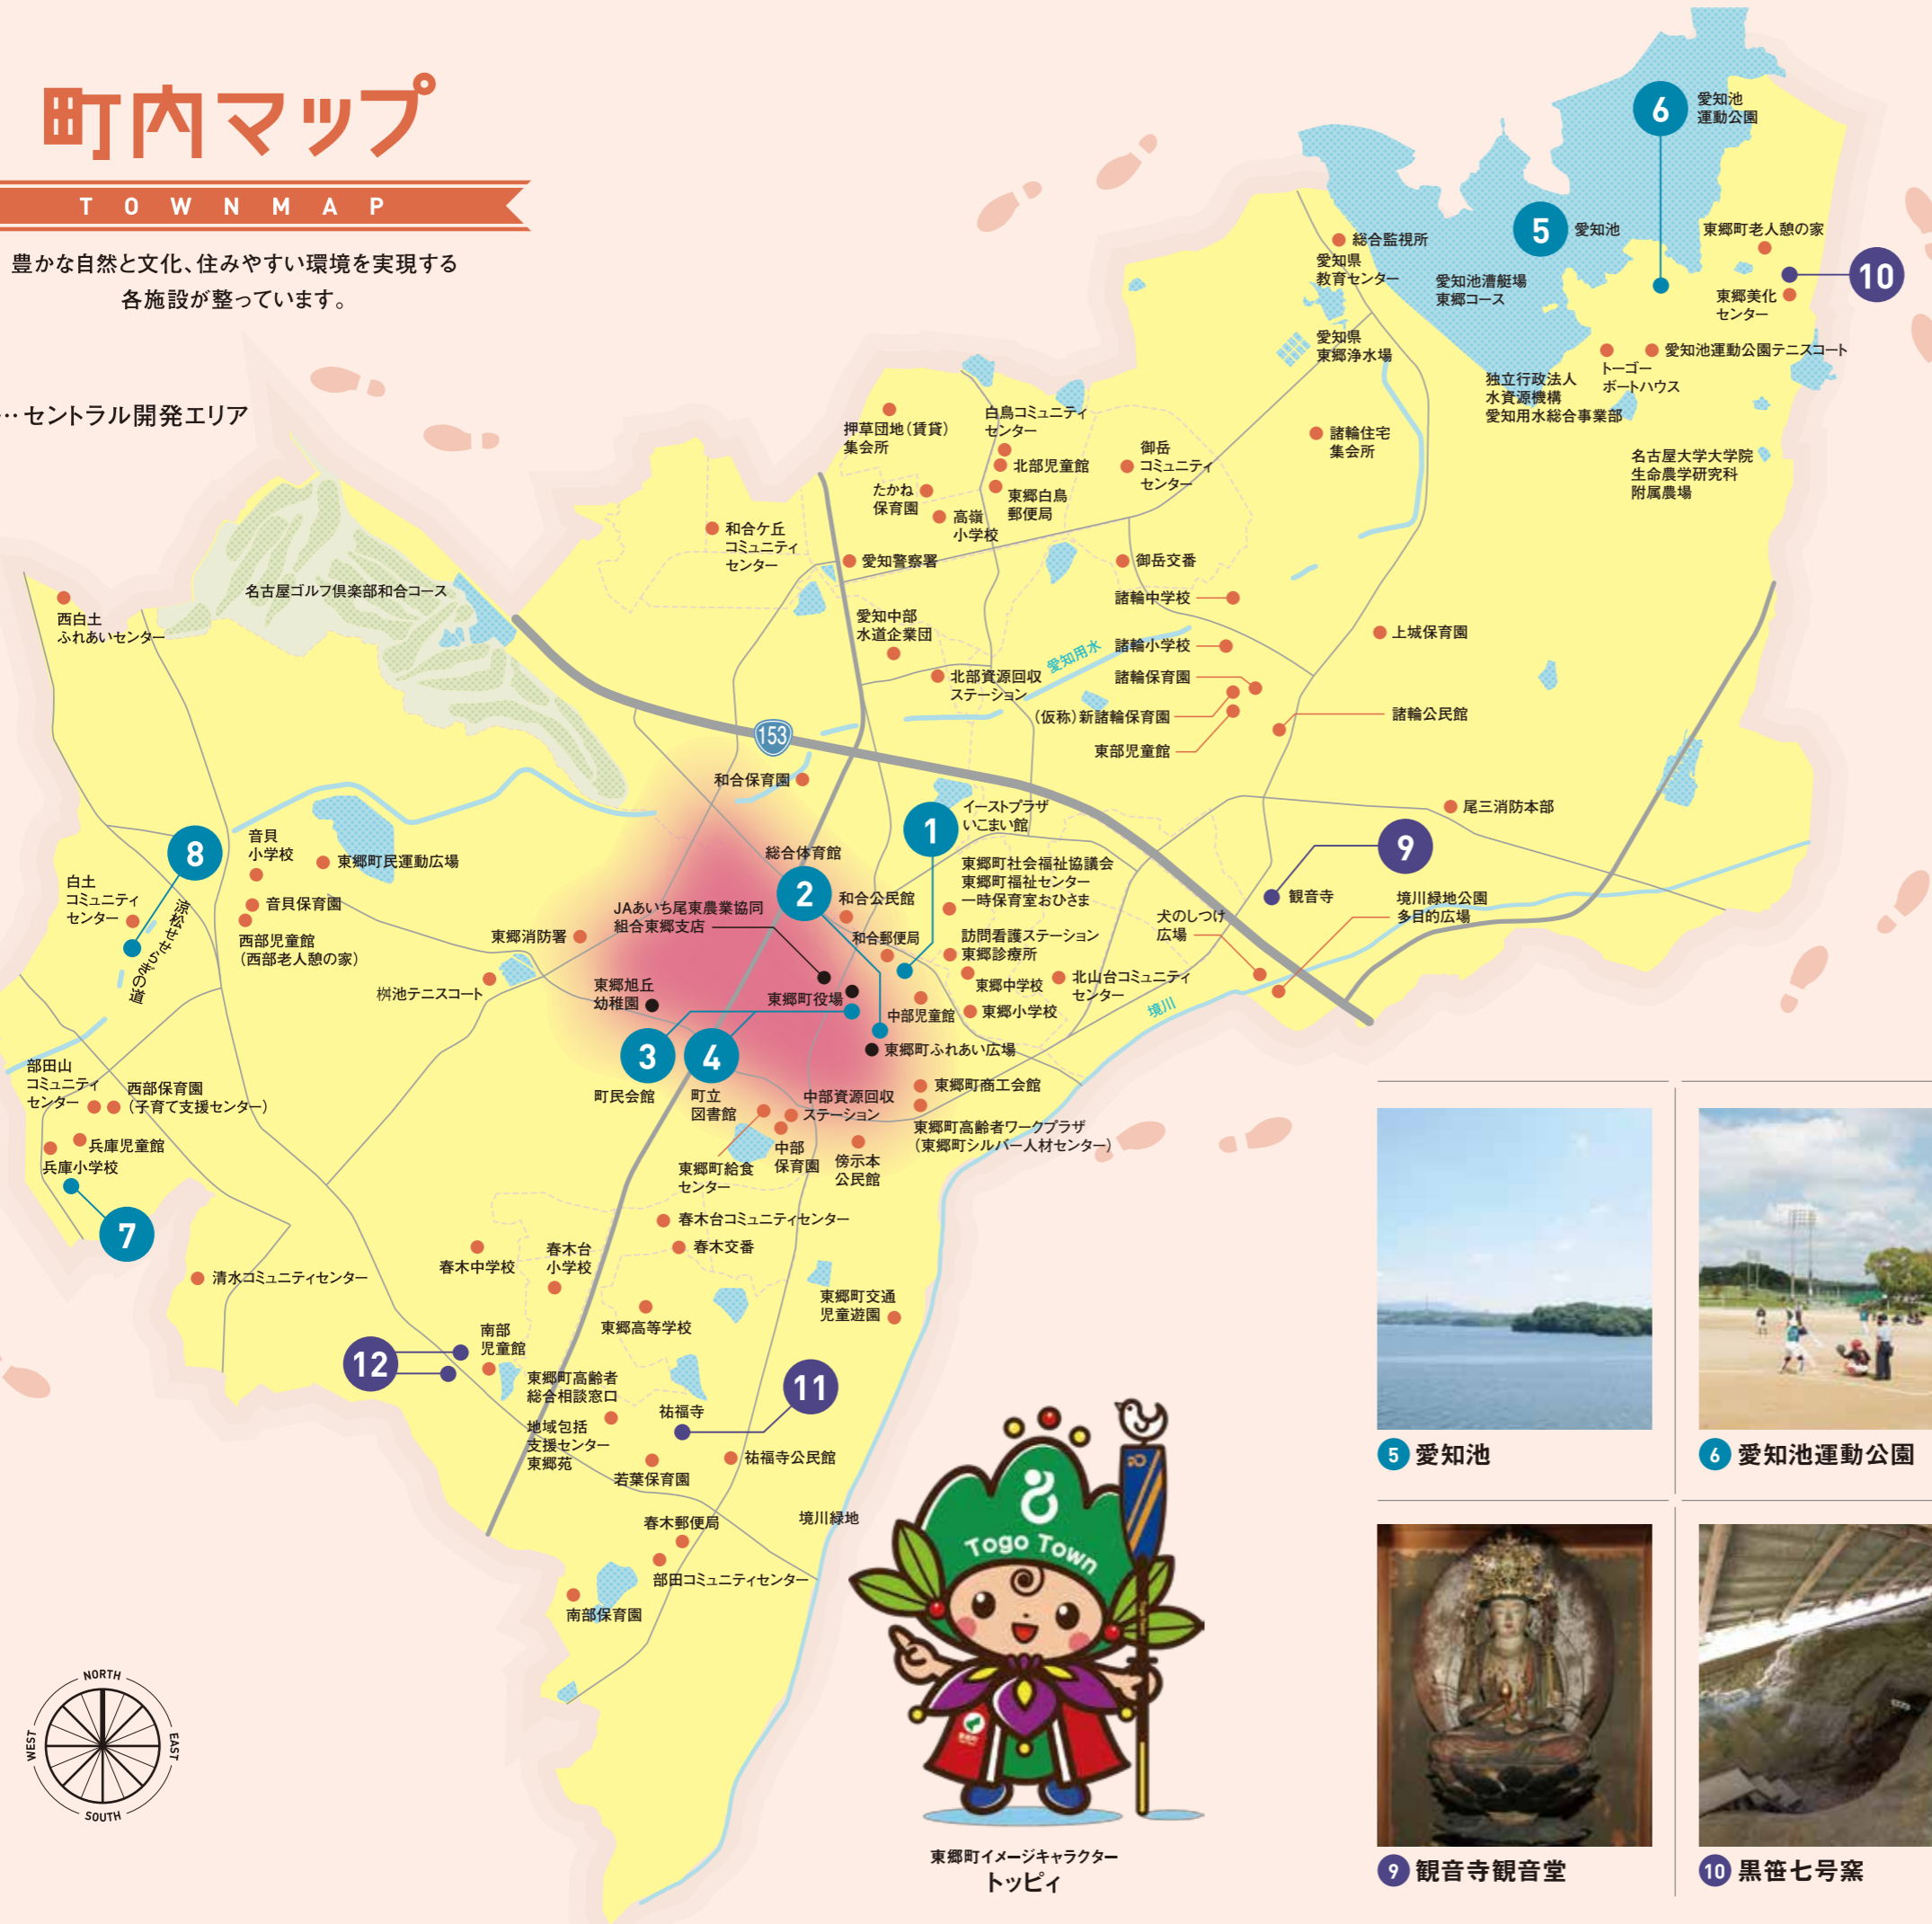 町内マップ
TOWN MAP
豊かな自然と文化、住みやすい環境を実現する
各施設が整っています。
…セントラル開発エリア
6
愛知池
運動公園
5
愛知池
総合監視所
愛知県
教育センター
愛知池漕艇場
東郷コース
東郷町老人憩の家
10
東郷美化
センター
愛知県
東郷浄水場
愛知池運動公園テニスコート
トーゴー
ボートハウス
独立行政法人
水資源機構
愛知用水総合事業部
諸輪住宅
集会所
名古屋大学大学院
生命農学研究科
附属農場
押草団地(賃貸)
集会所
白鳥コミュニティ
センター
北部児童館
御岳
コミュニティ
センター
たかね
保育園
東郷白鳥
郵便局
高嶺
小学校
和合ケ丘
コミュニティ
センター
愛知警察署
御岳交番
名古屋ゴルフ倶楽部和合コース
西白土
ふれあいセンター
諸輪中学校
愛知中部
水道企業団
上城保育園
諸輪小学校
愛知用水
北部資源回収
ステーション
諸輪保育園
(仮称)新諸輪保育園
諸輪公民館
東部児童館
153
和合保育園
イーストプラザ
いこまい館
1
尾三消防本部
8
音貝
小学校
東郷町民運動広場
総合体育館
2
東郷町社会福祉協議会
東郷町福祉センター
一時保育室おひさま
9
観音寺
境川緑地公園
多目的広場
白土
コミュニティ
センター
音貝保育園
涼松せせらぎの道
西部児童館
(西部老人憩の家)
JAあいち尾東農業協同
組合東郷支店
和合公民館
和合郵便局
犬のしつけ
広場
東郷消防署
訪問看護ステーション
東郷診療所
桝池テニスコート
東郷旭丘
幼稚園
東郷町役場
東郷中学校
北山台コミュニティ
センター
中部児童館
東郷小学校
境川
3
4
東郷町ふれあい広場
町民会館
町立
図書館
中部資源回収
ステーション
東郷町商工会館
東郷町高齢者ワークプラザ
(東郷町シルバー人材センター)
部田山
コミュニティ
センター
西部保育園
(子育て支援センター)
兵庫児童館
兵庫小学校
7
東郷町給食
センター
中部
保育園
傍示本
公民館
春木台コミュニティセンター
春木交番
春木中学校
春木台
小学校
清水コミュニティセンター
東郷町交通
児童遊園
東郷高等学校
南部
児童館
12
東郷町高齢者
総合相談窓口
地域包括
支援センター
東郷苑
祐福寺
11
若葉保育園
祐福寺公民館
境川緑地
春木郵便局
部田コミュニティセンター
南部保育園
NORTH
WEST
EAST
SOUTH
Togo Town
東郷町イメージキャラクター
トッピィ
5 愛知池
6 愛知池運動公園
9 観音寺観音堂
10 黒笹七号窯